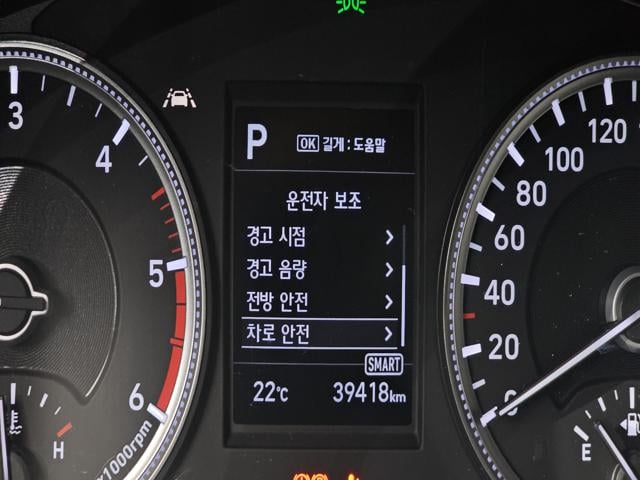 P
OK 길게 : 도움말
운전자 보조
경고 시점
경고 음량
전방 안전
차로 안전
SMART
22℃
39418km
3
4
5
6
x1000rpm
E
H
120
100
80
60
40
20
0
E